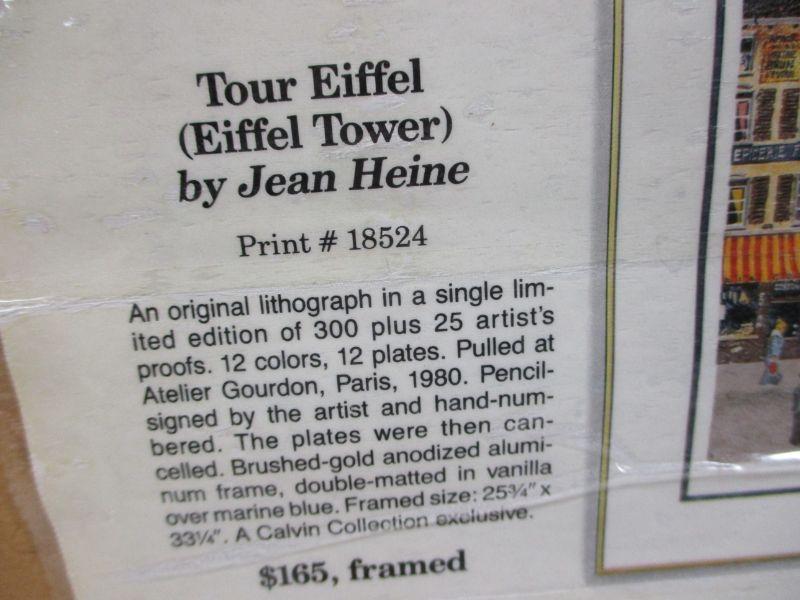 Tour Eiffel
(Eiffel Tower)
by Jean Heine
Print # 18524
An original lithograph in a single lim-
ited edition of 300 plus 25 artist's
proofs. 12 colors, 12 plates. Pulled at
Atelier Gourdon, Paris, 1980. Pencil-
signed by the artist and hand-num-
bered. The plates were then can-
celled. Brushed-gold anodized alumi-
num frame, double-matted in vanilla
over marine blue. Framed size: 25¾" x
33¼". A Calvin Collection exclusive.
$165, framed
EPICERIE F